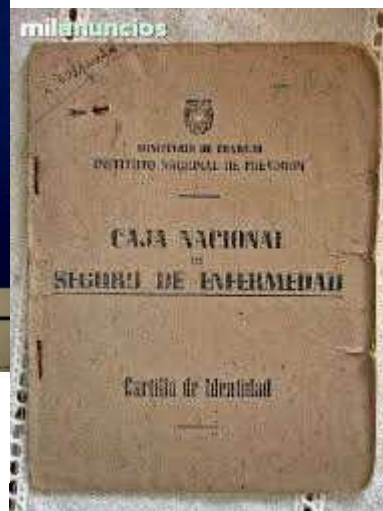 milanuncios
MINISTERIO DE TRABAJO
INSTITUTO NACIONAL DE PREVISION
CAJA NACIONAL
DE
SEGURO DE ENFERMEDAD
Cartilla de Identidad